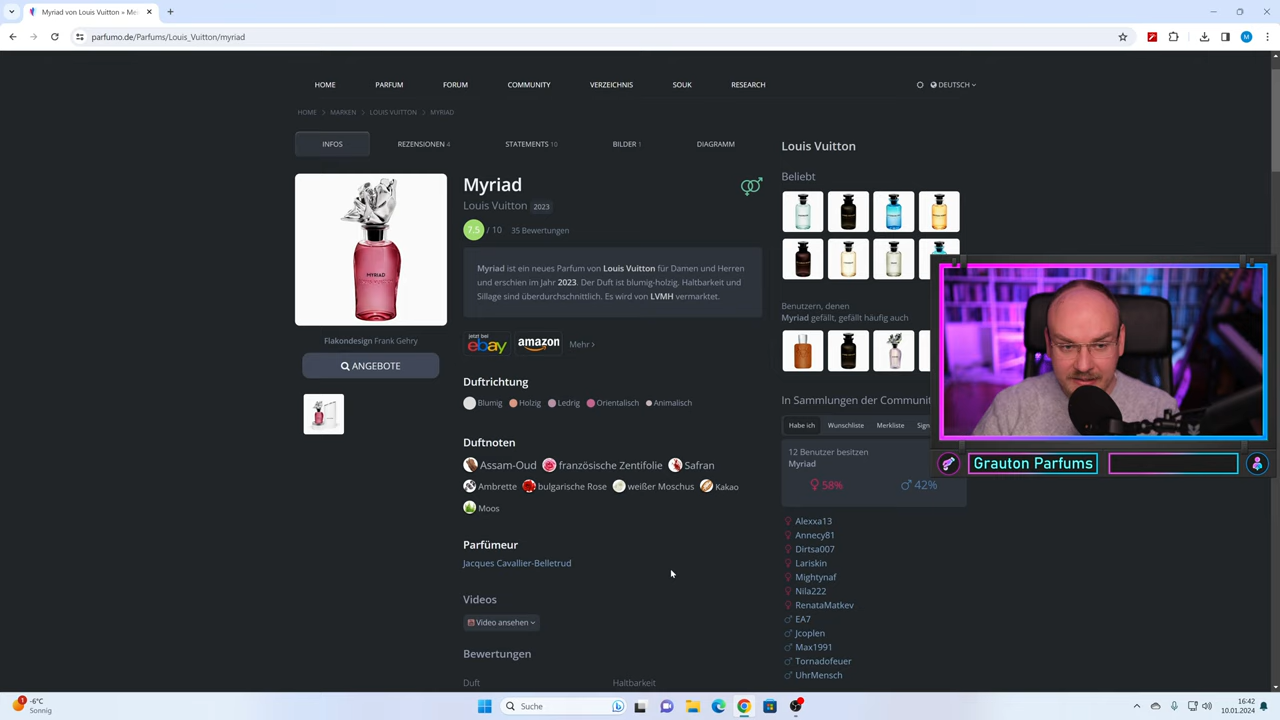 Myriad von Louis Vuitton » Me
parfumo.de/Parfums/Louis_Vuitton/myriad
HOME PARFUM FORUM COMMUNITY VERZEICHNIS SOUK RESEARCH DEUTSCH
HOME MARKEN LOUIS VUITTON MYRIAD
INFOS REZENSIONEN 4 STATEMENTS 10 BILDER 1 DIAGRAMM
Myriad
Louis Vuitton 2023
7.5 / 10 35 Bewertungen
Myriad ist ein neues Parfum von Louis Vuitton für Damen und Herren
und erschien im Jahr 2023. Der Duft ist blumig-holzig. Haltbarkeit und
Sillage sind überdurchschnittlich. Es wird von LVMH vermarktet.
MYRIAD
Flakondesign Frank Gehry
ANGEBOTE
jetzt bei
ebay amazon Mehr
Duftrichtung
Blumig Holzig Ledrig Orientalisch Animalisch
Duftnoten
Assam-Oud französische Zentifolie Safran
Ambrette bulgarische Rose weißer Moschus Kakao
Moos
Parfümeur
Jacques Cavallier-Belletrud
Videos
Video ansehen
Bewertungen
Duft Haltbarkeit
Louis Vuitton
Beliebt
Benutzern, denen
Myriad gefällt, gefällt häufig auch
In Sammlungen der Communit
Habe ich Wunschliste Merkliste Sign
12 Benutzer besitzen
Myriad
58% 42%
Alexxa13
Annecy81
Dirtsa007
Lariskin
Mightynaf
Nila222
RenataMatkev
EA7
Jcoplen
Max1991
Tornadofeuer
UhrMensch
Grauton Parfums
1
-6°C
Sonnig
Suche
16:42
10.01.2024